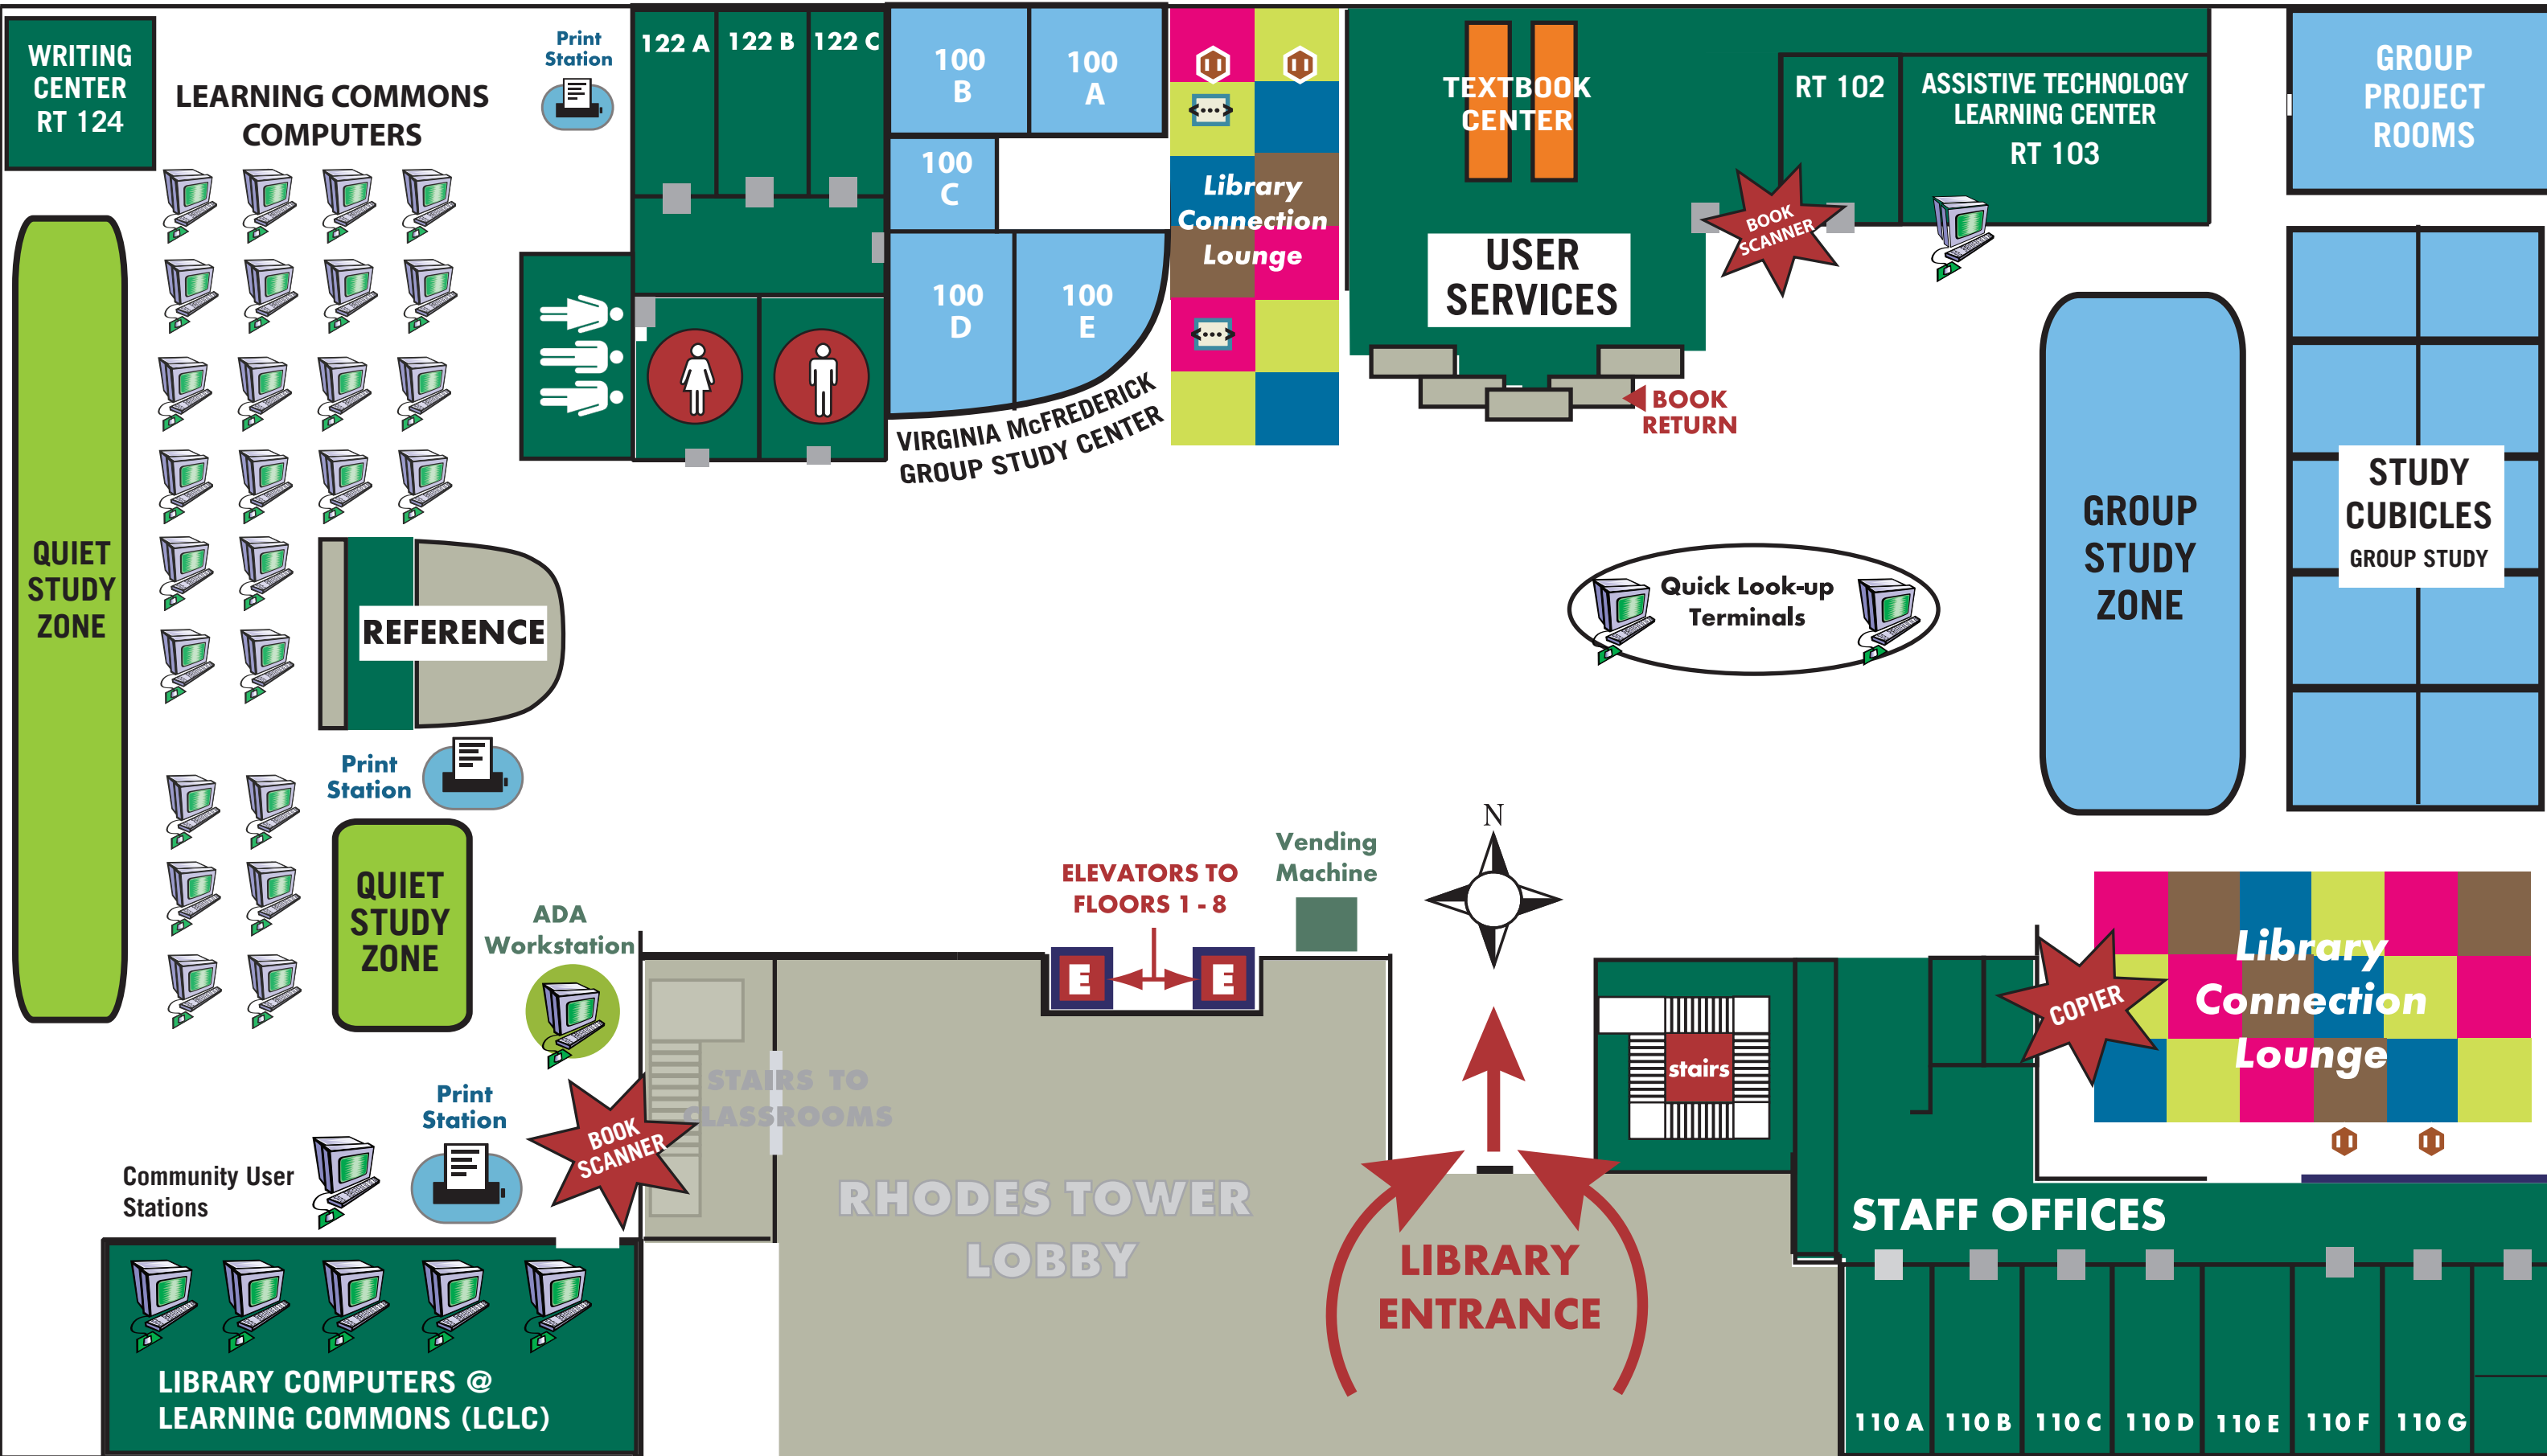 WRITING
CENTER
RT 124
LEARNING COMMONS
COMPUTERS
Print
Station
122 A
122 B
122 C
100
B
100
A
100
C
100
D
100
E
VIRGINIA McFREDERICK
GROUP STUDY CENTER
<...>
Library
Connection
Lounge
<...>
TEXTBOOK
CENTER
USER
SERVICES
BOOK
RETURN
RT 102
BOOK
SCANNER
ASSISTIVE TECHNOLOGY
LEARNING CENTER
RT 103
GROUP
PROJECT
ROOMS
QUIET
STUDY
ZONE
REFERENCE
Quick Look-up
Terminals
GROUP
STUDY
ZONE
STUDY
CUBICLES
GROUP STUDY
Print
Station
QUIET
STUDY
ZONE
ADA
Workstation
ELEVATORS TO
FLOORS 1 - 8
E
E
Vending
Machine
N
Print
Station
Community User
Stations
BOOK
SCANNER
STAIRS TO
CLASSROOMS
RHODES TOWER
LOBBY
LIBRARY
ENTRANCE
stairs
COPIER
Library
Connection
Lounge
STAFF OFFICES
110 A
110 B
110 C
110 D
110 E
110 F
110 G
LIBRARY COMPUTERS @
LEARNING COMMONS (LCLC)